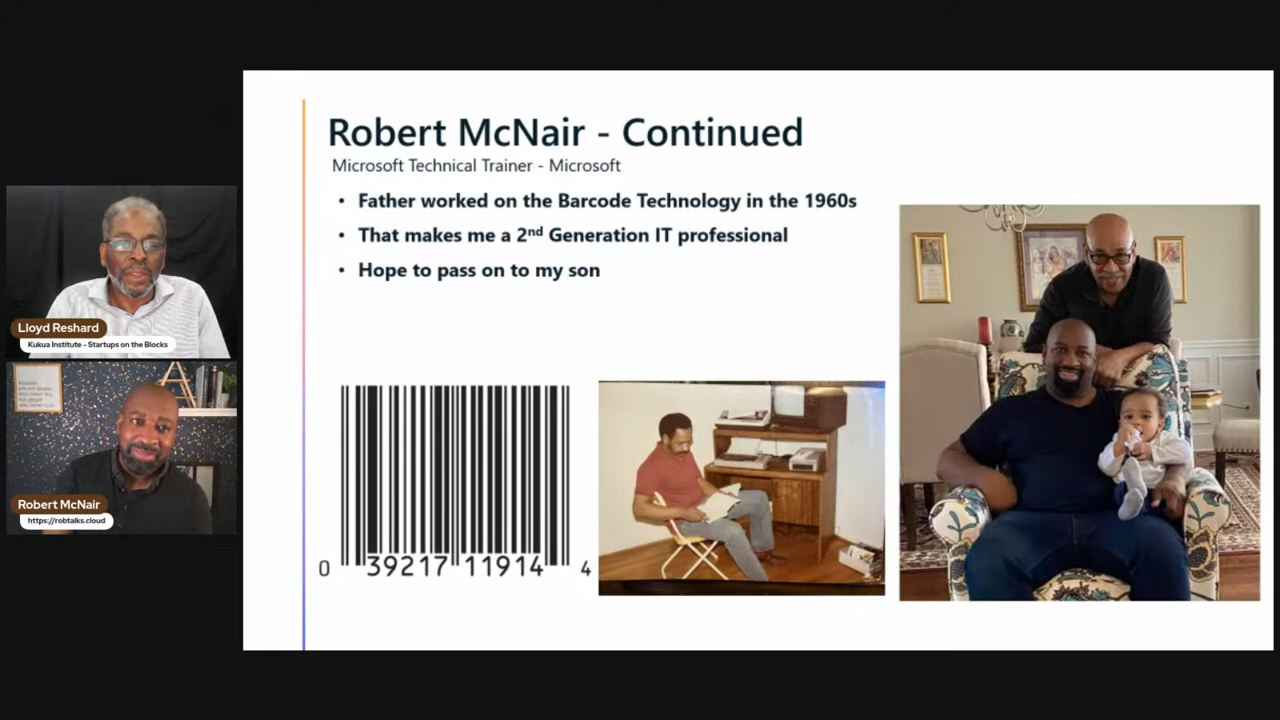 Robert McNair - Continued
Microsoft Technical Trainer - Microsoft
• Father worked on the Barcode Technology in the 1960s
• That makes me a 2nd Generation IT professional
• Hope to pass on to my son
0 39217 11914 4
Lloyd Reshard
Kukua Institute - Startups on the Blocks
Robert McNair
https://robtalks.cloud